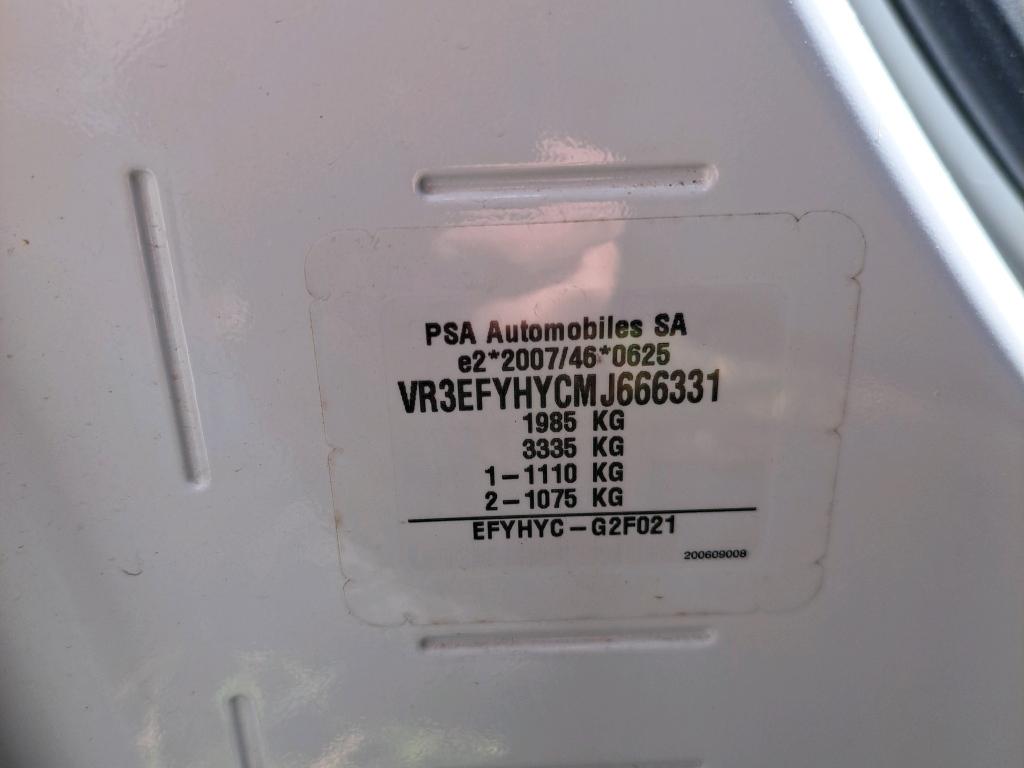 PSA Automobiles SA
e2*2007/46*0625
VR3EFYHYCMJ666331
1985 KG
3335 KG
1-1110 KG
2-1075 KG
EFYHYC-G2F021
200609008